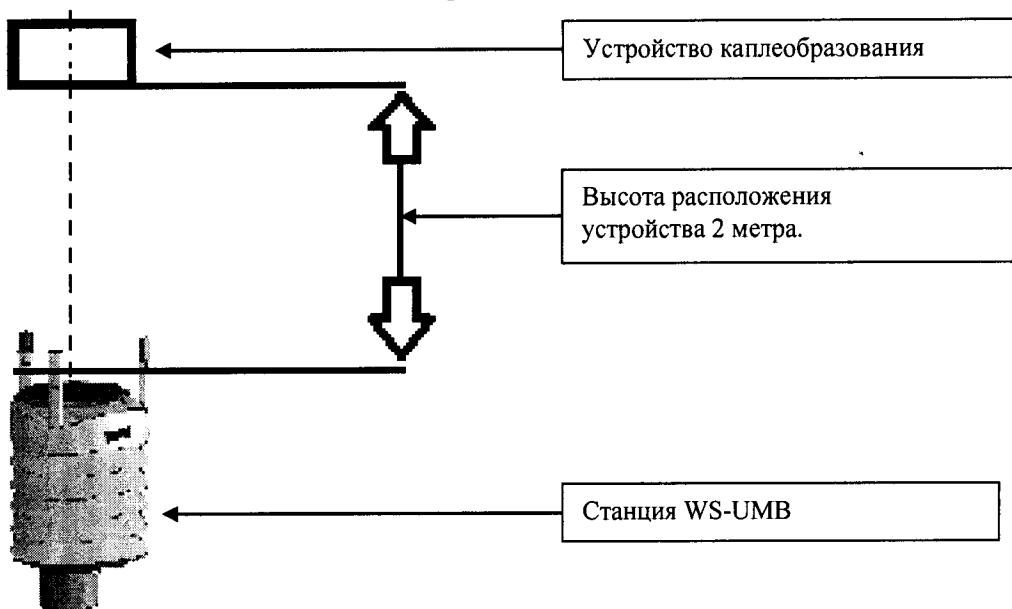 Устройство каплеобразования
Высота расположения
устройства 2 метра.
Станция WS-UMB